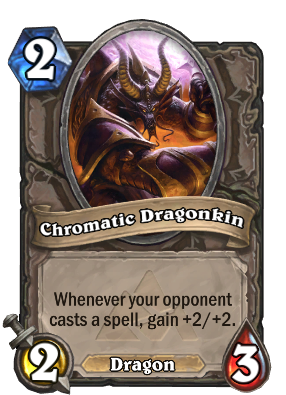 2
Chromatic Dragonkin
Whenever your opponent
casts a spell, gain +2/+2.
2
Dragon
3